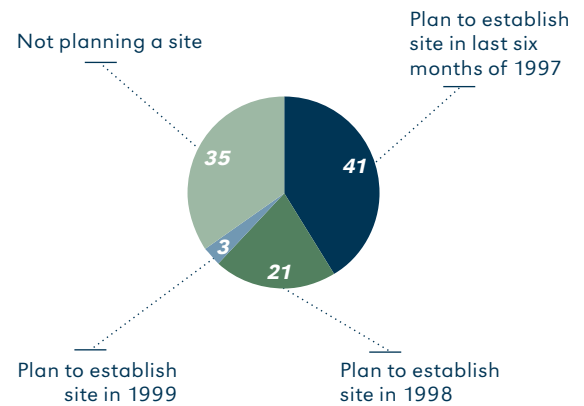 Plan to establish
site in last six
months of 1997
Not planning a site
35
41
3
21
Plan to establish
site in 1999
Plan to establish
site in 1998